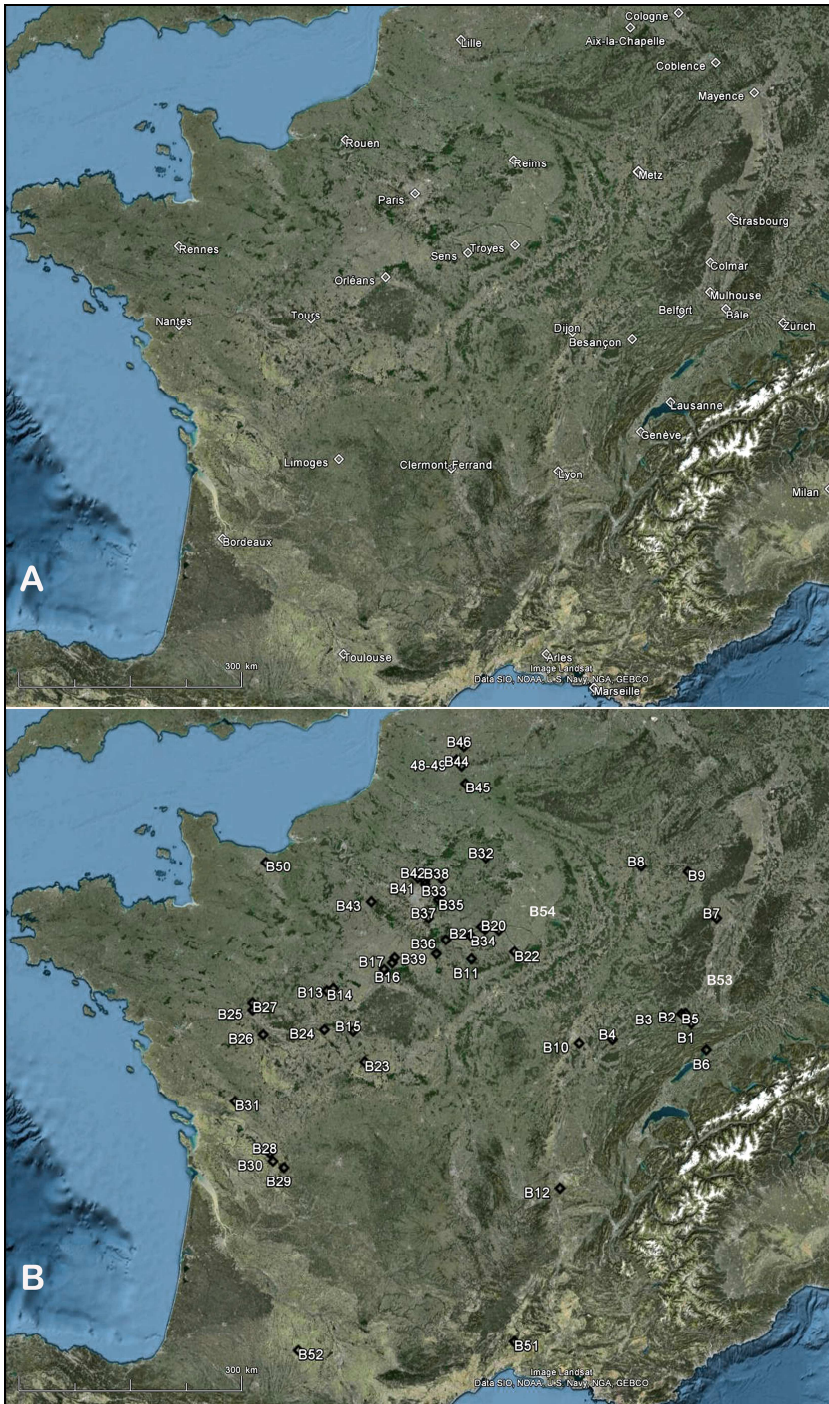 Cologne
Aix-la-Chapelle
Lille
Coblence
Mayence
Rouen
Reims
Metz
Paris
Strasbourg
Rennes
Sens
Troyes
Orléans
Colmar
Mulhouse
Belfort
Bâle
Nantes
Tours
Dijon
Zürich
Besançon
Lausanne
Genève
Limoges
Clermont-Ferrand
Lyon
Milan
Bordeaux
A
Toulouse
Arles
300 km
Image Landsat
Data SIO, NOAA, U.S. Navy, NGA, GEBCO
Marseille
B46
48-49
B44
B45
B32
B50
B8
B42
B38
B9
B41
B33
B43
B35
B37
B54
B7
B20
B21
B34
B36
B22
B17
B39
B11
B16
B53
B13
B14
B27
B25
B3
B2
B5
B24
B15
B26
B1
B10
B4
B6
B23
B31
B28
B30
B29
B12
B
B51
B52
300 km
Image Landsat
Data SIO, NOAA, U.S. Navy, NGA, GEBCO